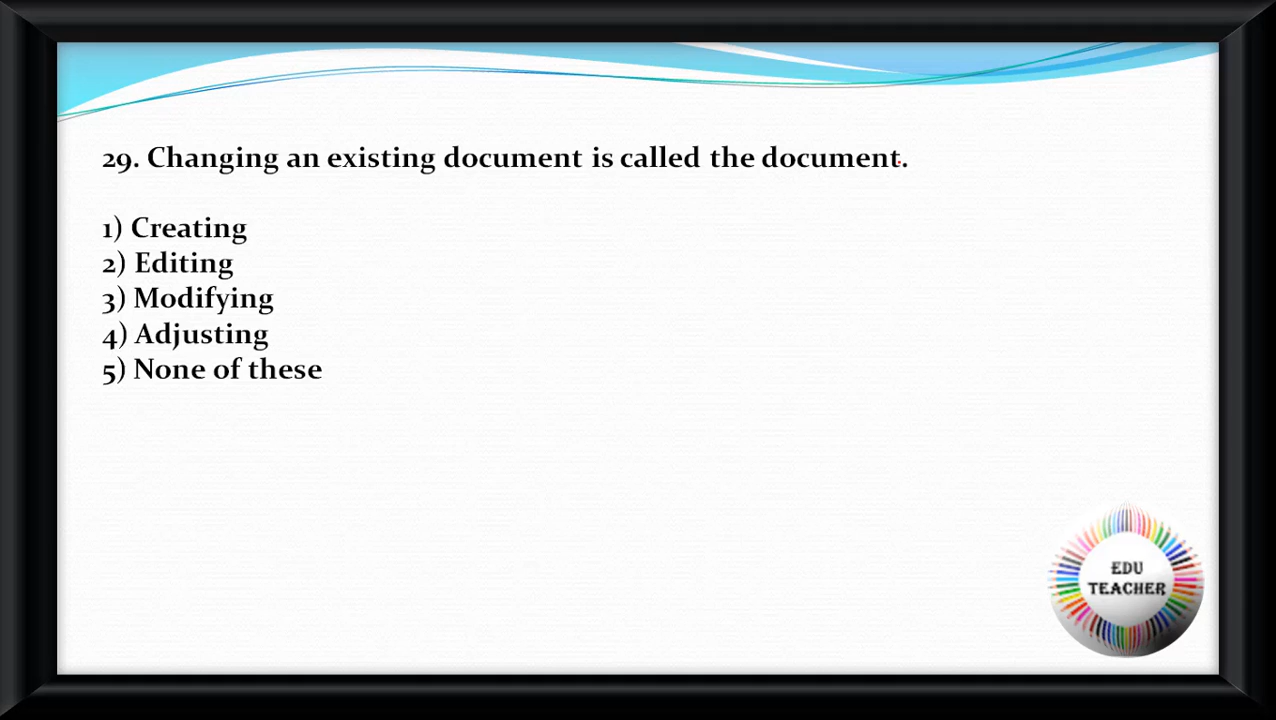 29. Changing an existing document is called the document.
1) Creating
2) Editing
3) Modifying
4) Adjusting
5) None of these
EDU
TEACHER